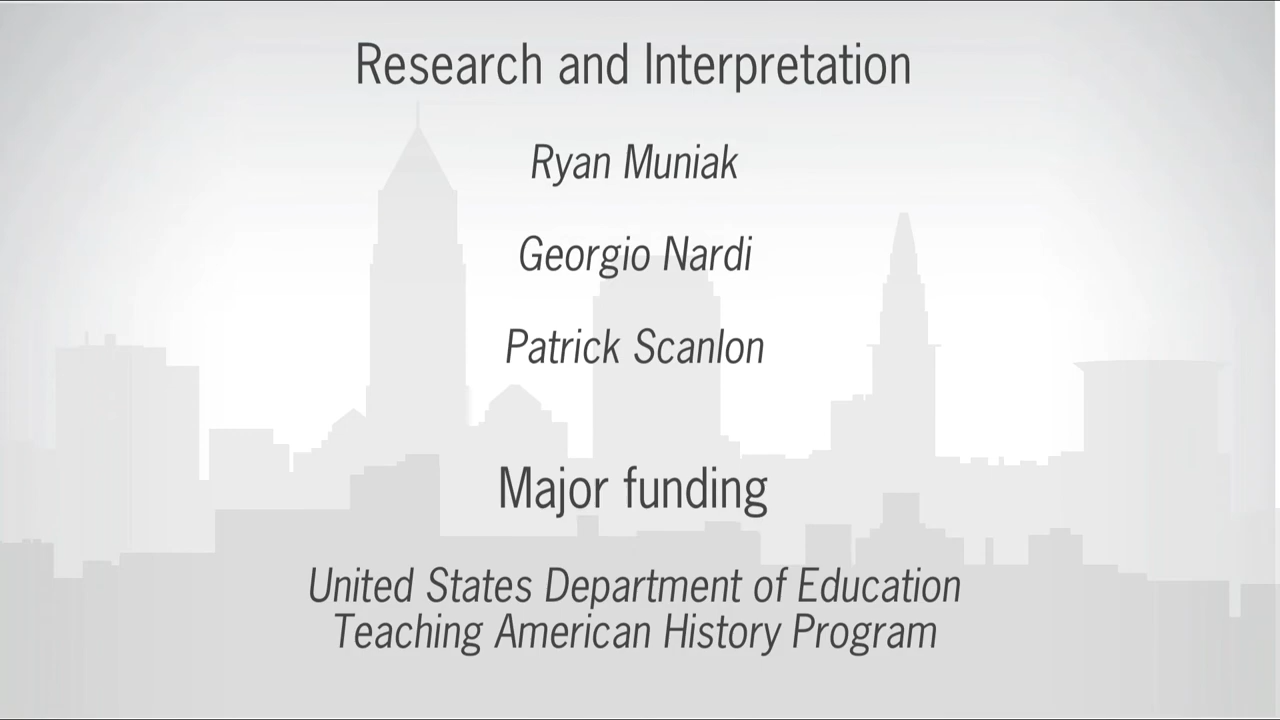 Research and Interpretation
Ryan Muniak
Georgio Nardi
Patrick Scanlon
Major funding
United States Department of Education
Teaching American History Program